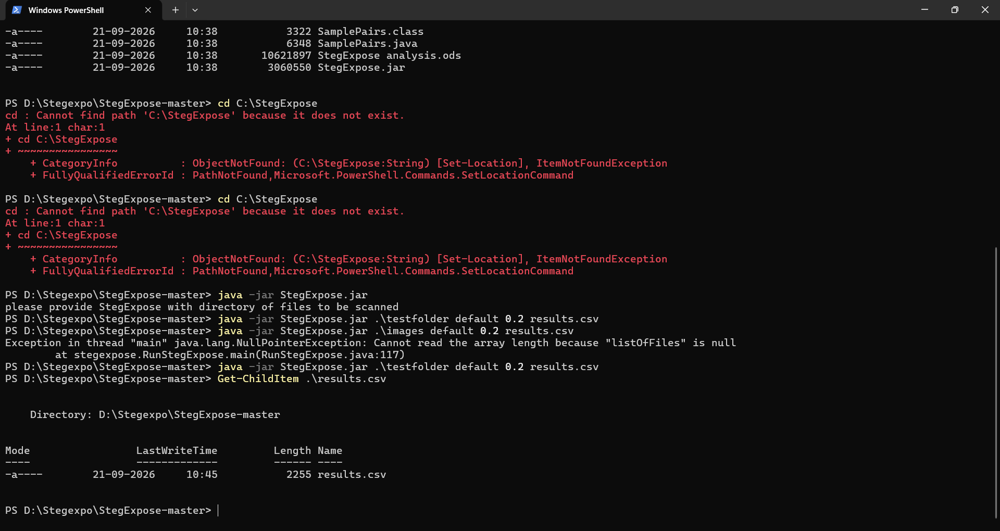 Windows PowerShell
-a---- 21-09-2026 10:38 3322 SamplePairs.class
-a---- 21-09-2026 10:38 6348 SamplePairs.java
-a---- 21-09-2026 10:38 10621897 StegExpose analysis.ods
-a---- 21-09-2026 10:38 3060550 StegExpose.jar
PS D:\Stegexpo\StegExpose-master> cd C:\StegExpose
cd : Cannot find path 'C:\StegExpose' because it does not exist.
At line:1 char:1
+ cd C:\StegExpose
+ ~~~~~~~~~~~~~~~~
+ CategoryInfo : ObjectNotFound: (C:\StegExpose:String) [Set-Location], ItemNotFoundException
+ FullyQualifiedErrorId : PathNotFound,Microsoft.PowerShell.Commands.SetLocationCommand
PS D:\Stegexpo\StegExpose-master> cd C:\StegExpose
cd : Cannot find path 'C:\StegExpose' because it does not exist.
At line:1 char:1
+ cd C:\StegExpose
+ ~~~~~~~~~~~~~~~~
+ CategoryInfo : ObjectNotFound: (C:\StegExpose:String) [Set-Location], ItemNotFoundException
+ FullyQualifiedErrorId : PathNotFound,Microsoft.PowerShell.Commands.SetLocationCommand
PS D:\Stegexpo\StegExpose-master> java -jar StegExpose.jar
please provide StegExpose with directory of files to be scanned
PS D:\Stegexpo\StegExpose-master> java -jar StegExpose.jar .\testfolder default 0.2 results.csv
PS D:\Stegexpo\StegExpose-master> java -jar StegExpose.jar .\images default 0.2 results.csv
Exception in thread "main" java.lang.NullPointerException: Cannot read the array length because "listOfFiles" is null
at stegexpose.RunStegExpose.main(RunStegExpose.java:117)
PS D:\Stegexpo\StegExpose-master> java -jar StegExpose.jar .\testfolder default 0.2 results.csv
PS D:\Stegexpo\StegExpose-master> Get-ChildItem .\results.csv
Directory: D:\Stegexpo\StegExpose-master
Mode LastWriteTime Length Name
---- ------------- ------ ----
-a---- 21-09-2026 10:45 2255 results.csv
PS D:\Stegexpo\StegExpose-master>